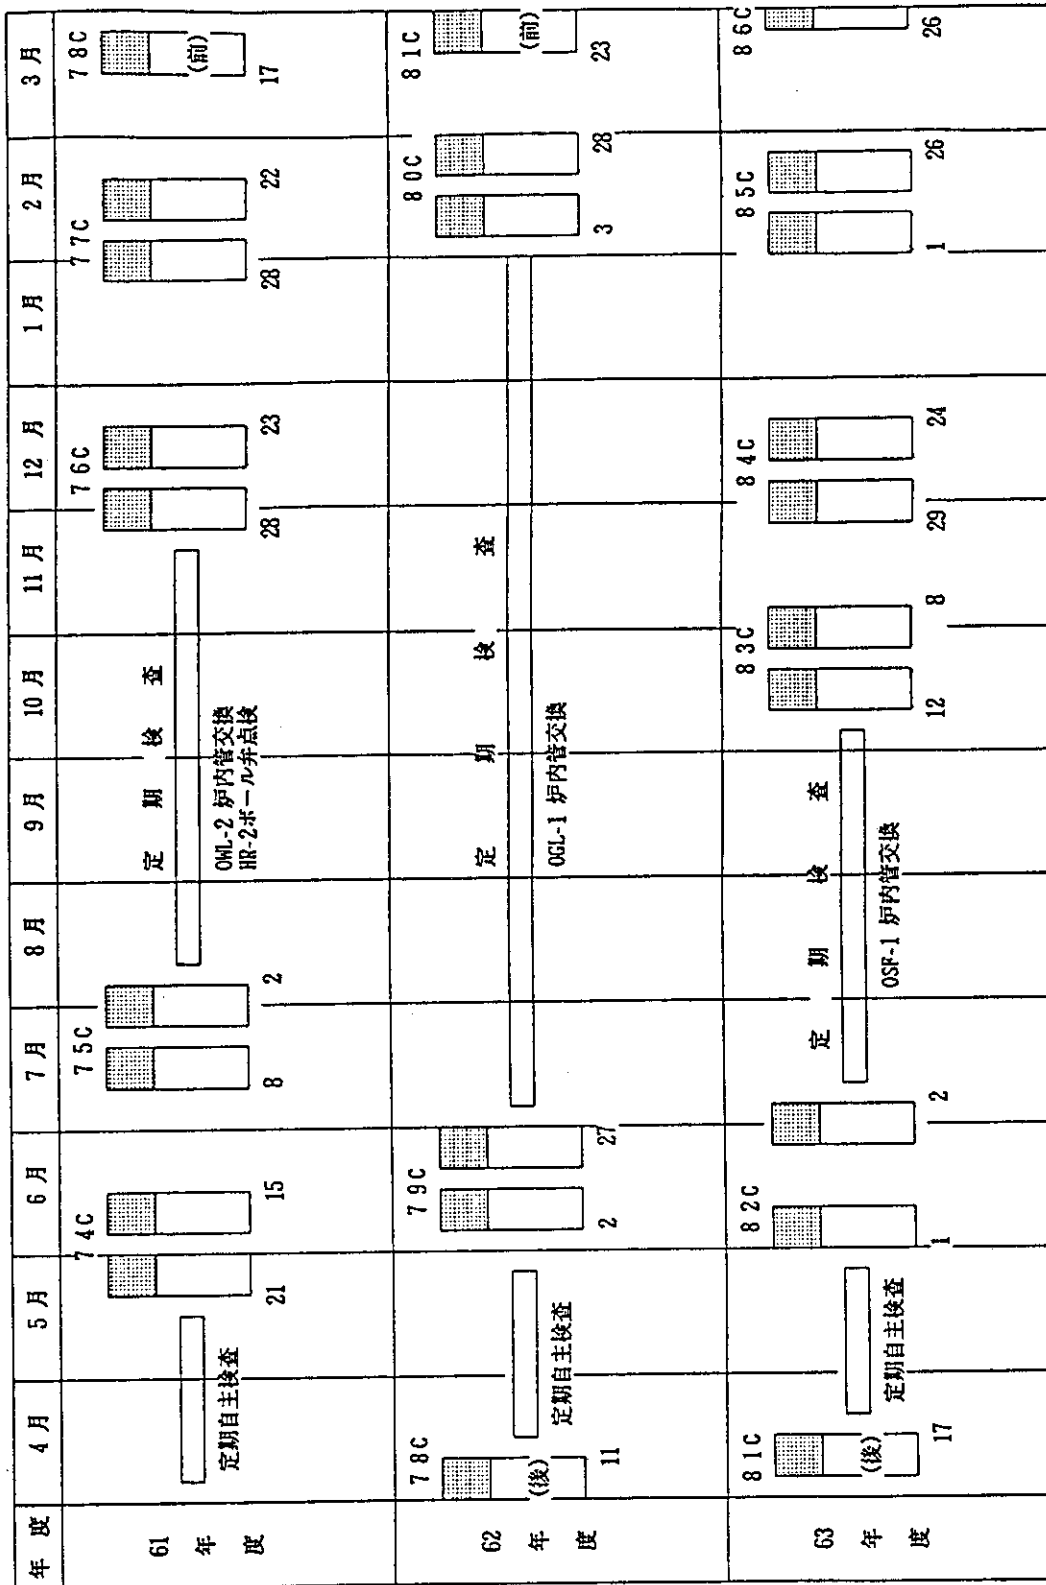 年度 4月 5月 6月 7月 8月 9月 10月 11月 12月 1月 2月 3月
61年度
74C 75C 76C 77C 78C
(前)
21 15 8 2 28 23 28 22 17
定期自主検査
定期検査
OWL-2 炉内管交換
HR-2ボール弁点検
62年度
78C 79C 80C 81C
(後) (前)
11 2 27 3 28 23
定期自主検査
定期検査
OGL-1 炉内管交換
63年度
81C 82C 83C 84C 85C 86C
(後)
17 1 2 12 8 29 24 1 26 26
定期自主検査
定期検査
OSF-1 炉内管交換